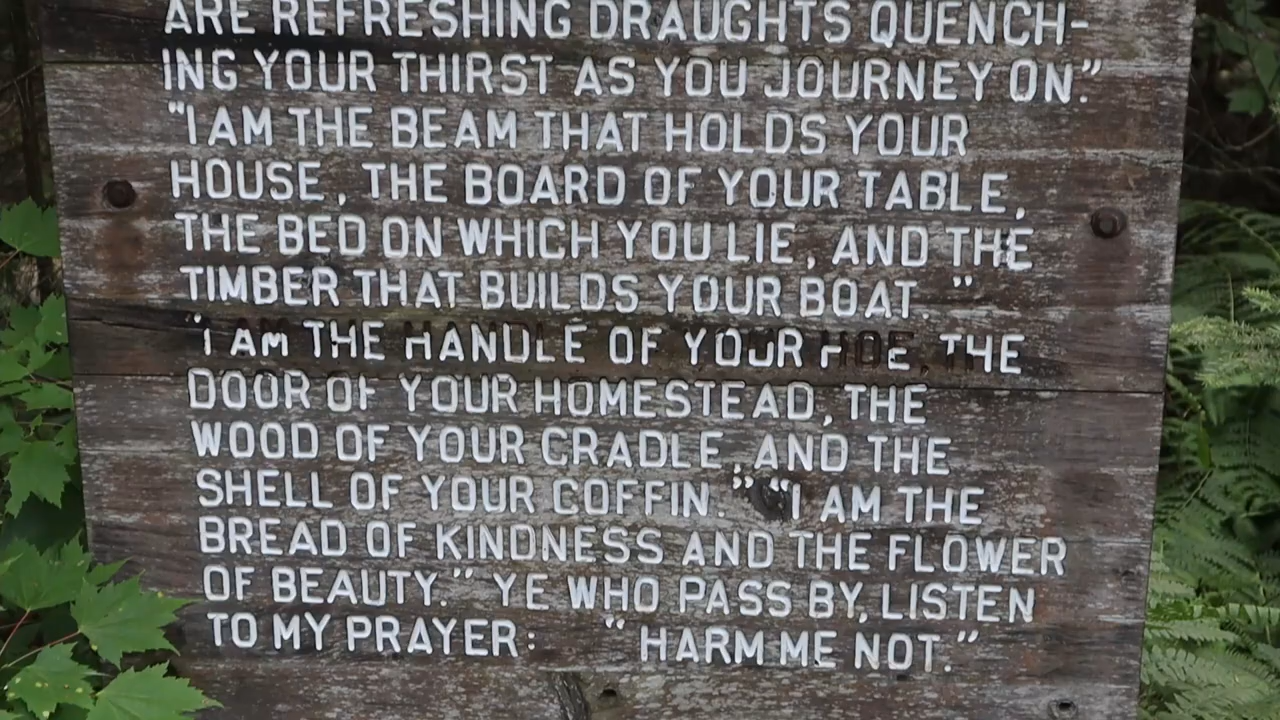 ARE REFRESHING DRAUGHTS QUENCH-
ING YOUR THIRST AS YOU JOURNEY ON."
"I AM THE BEAM THAT HOLDS YOUR
HOUSE, THE BOARD OF YOUR TABLE,
THE BED ON WHICH YOU LIE, AND THE
TIMBER THAT BUILDS YOUR BOAT."
"I AM THE HANDLE OF YOUR HOE, THE
DOOR OF YOUR HOMESTEAD, THE
WOOD OF YOUR CRADLE, AND THE
SHELL OF YOUR COFFIN." "I AM THE
BREAD OF KINDNESS AND THE FLOWER
OF BEAUTY." YE WHO PASS BY, LISTEN
TO MY PRAYER: "HARM ME NOT."